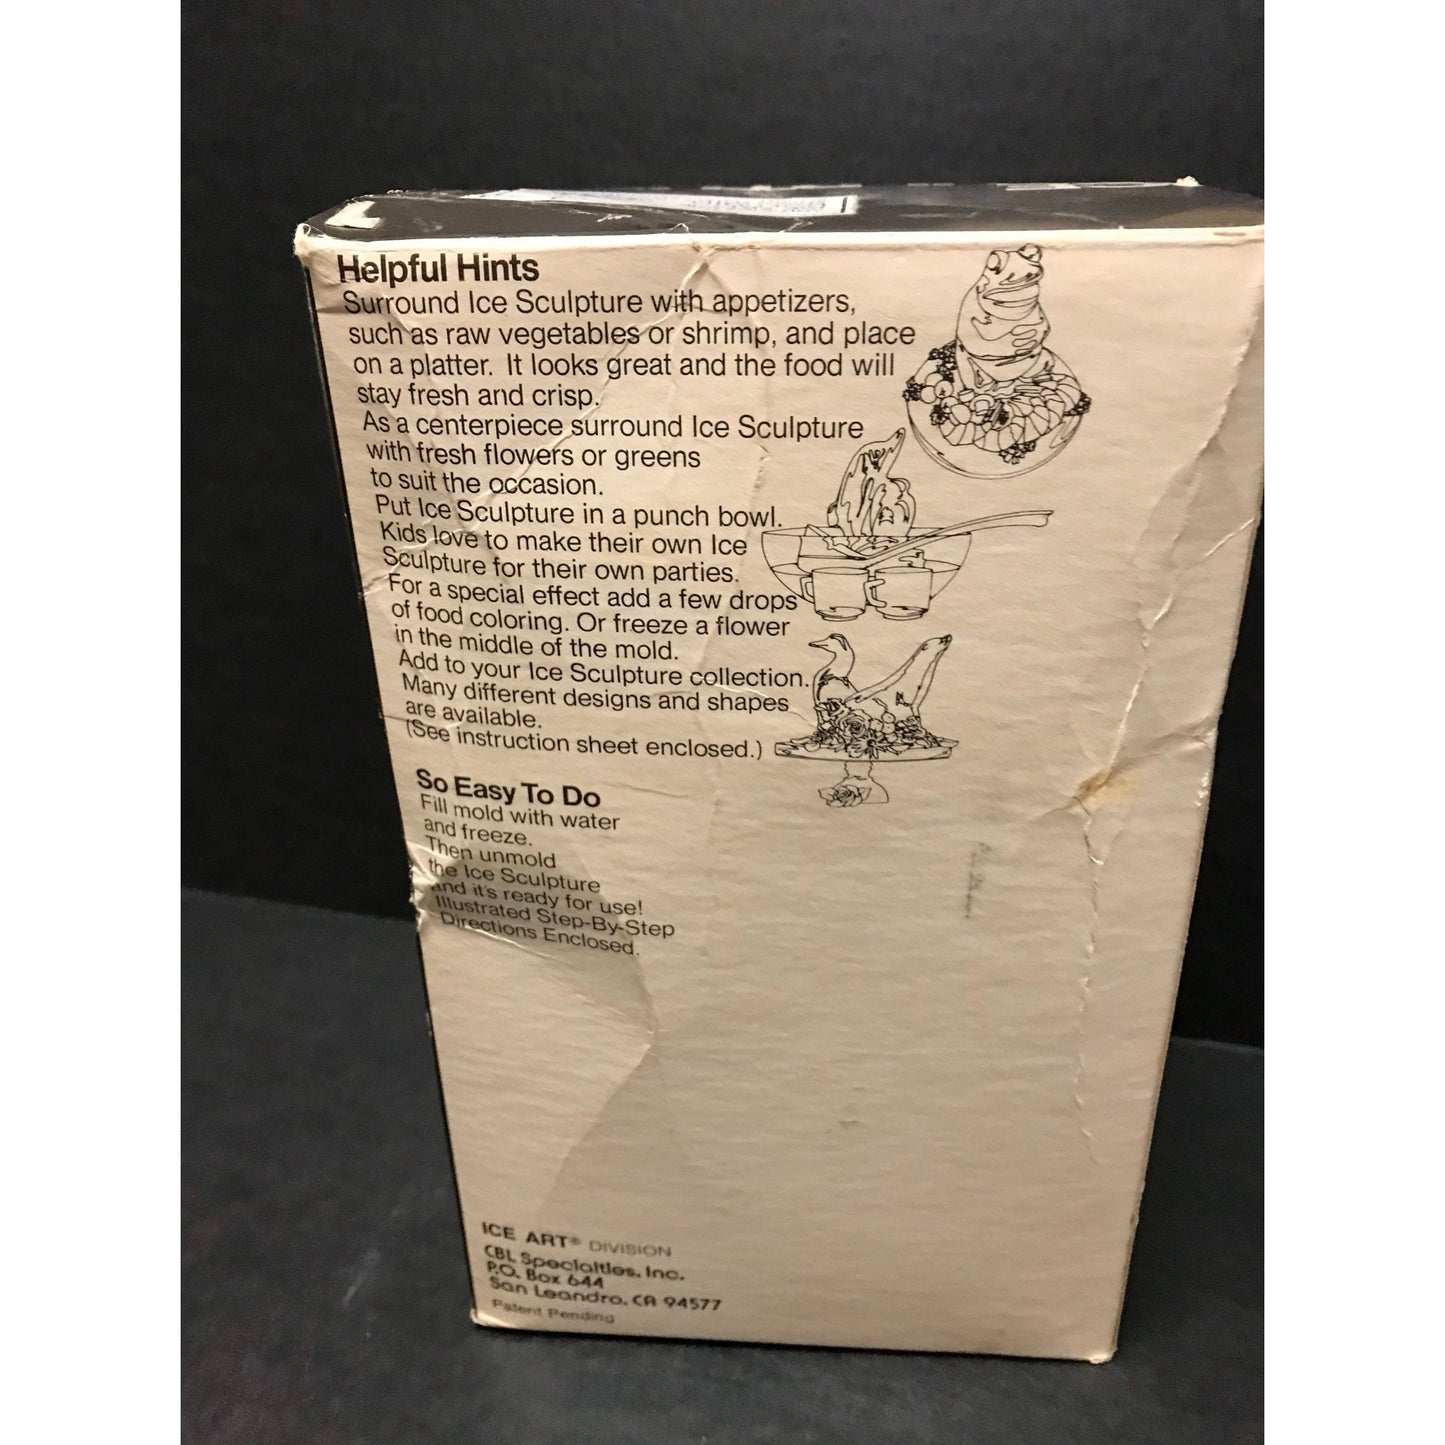 Helpful Hints
Surround Ice Sculpture with appetizers,
such as raw vegetables or shrimp, and place
on a platter. It looks great and the food will
stay fresh and crisp.
As a centerpiece surround Ice Sculpture
with fresh flowers or greens
to suit the occasion.
Put Ice Sculpture in a punch bowl.
Kids love to make their own Ice
Sculpture for their own parties.
For a special effect add a few drops
of food coloring. Or freeze a flower
in the middle of the mold.
Add to your Ice Sculpture collection.
Many different designs and shapes
are available.
(See instruction sheet enclosed.)
So Easy To Do
Fill mold with water
and freeze.
Then unmold
the Ice Sculpture
and it's ready for use!
Illustrated Step-By-Step
Directions Enclosed.
ICE ART® DIVISION
CBL Specialties, Inc.
P.O. Box 644
San Leandro, CA 94577
Patent Pending